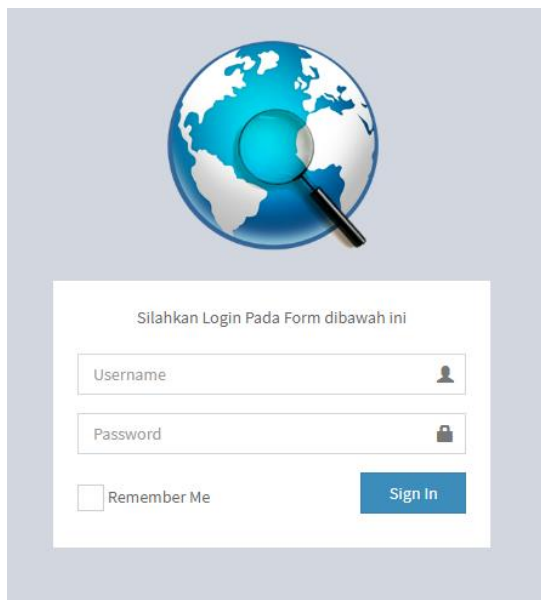 Silahkan Login Pada Form dibawah ini
Username
Password
Remember Me
Sign In